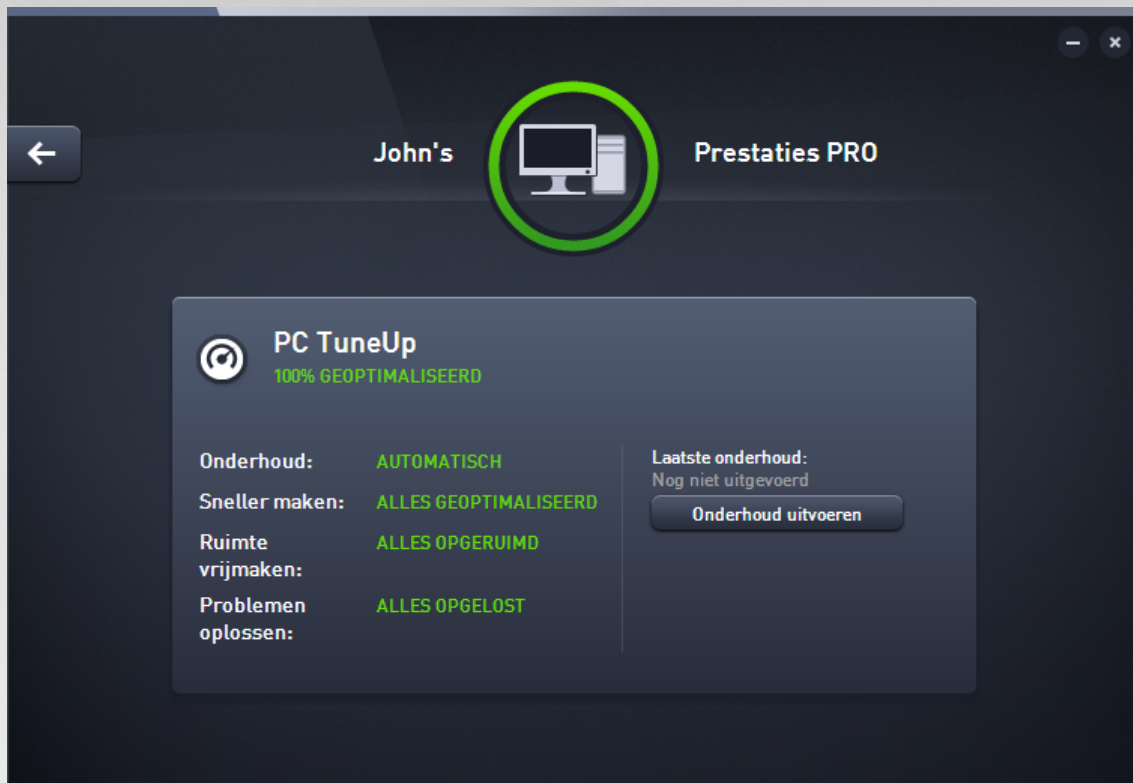 John's
Prestaties PRO
PC TuneUp
100% GEOPTIMALISEERD
Onderhoud: AUTOMATISCH
Sneller maken: ALLES GEOPTIMALISEERD
Ruimte
vrijmaken: ALLES OPGERUIMD
Problemen
oplossen: ALLES OPGELOST
Laatste onderhoud:
Nog niet uitgevoerd
Onderhoud uitvoeren